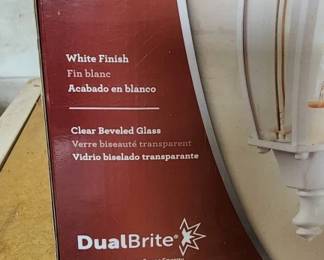 White Finish
Fin blanc
Acabado en blanco
Clear Beveled Glass
Verre biseauté transparent
Vidrio biselado transparante
DualBrite®